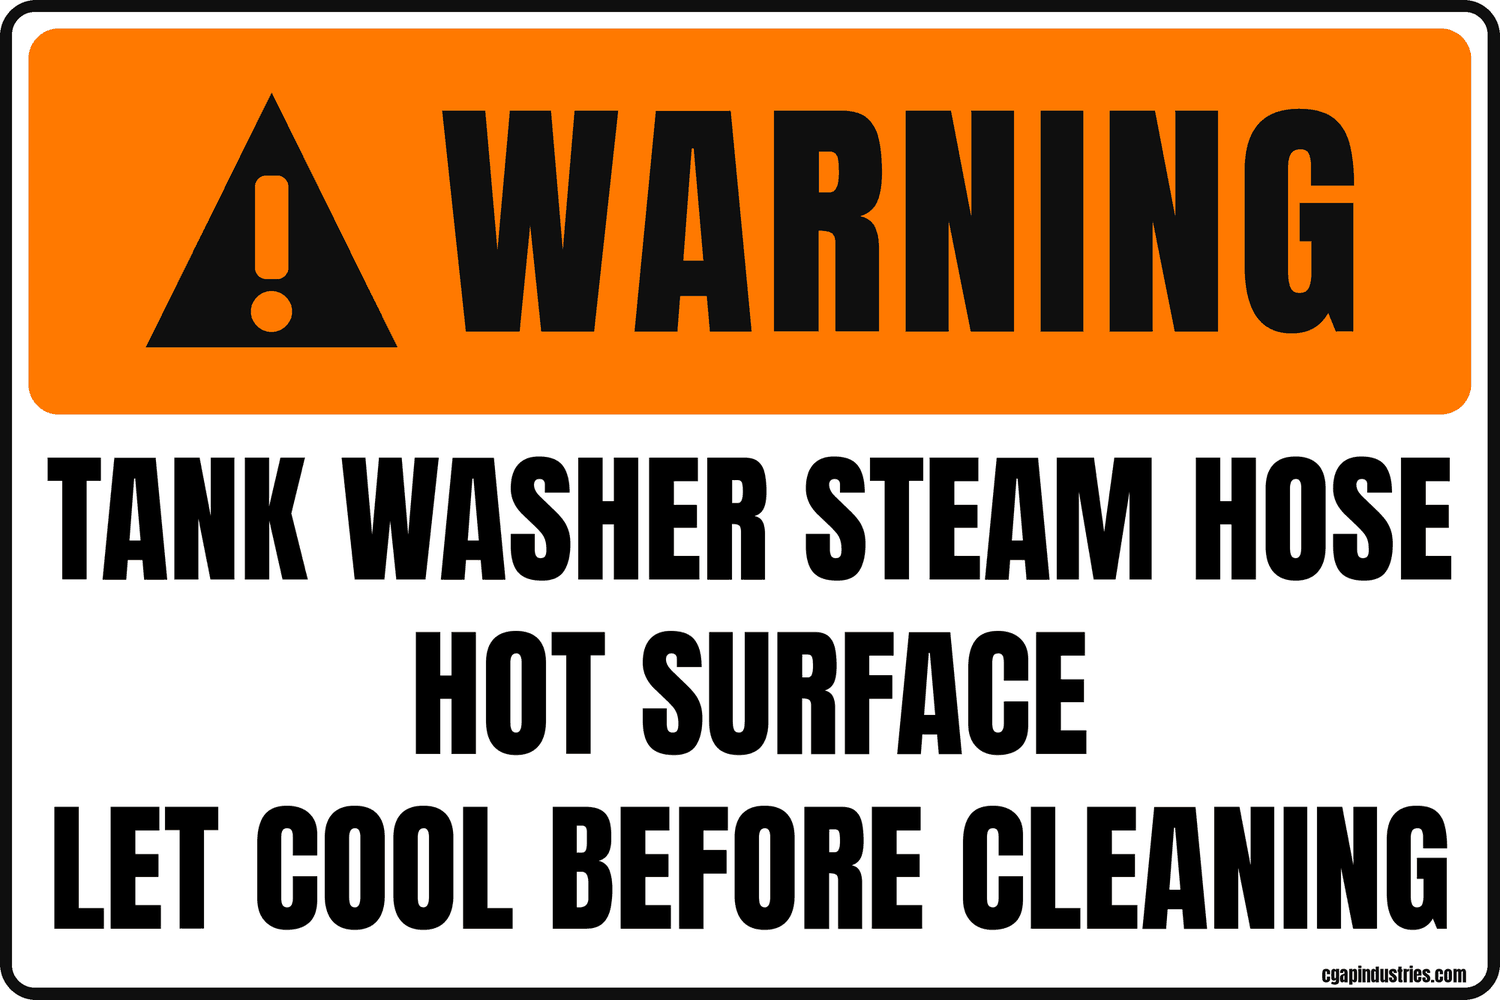 WARNING
TANK WASHER STEAM HOSE
HOT SURFACE
LET COOL BEFORE CLEANING
cgapindustries.com